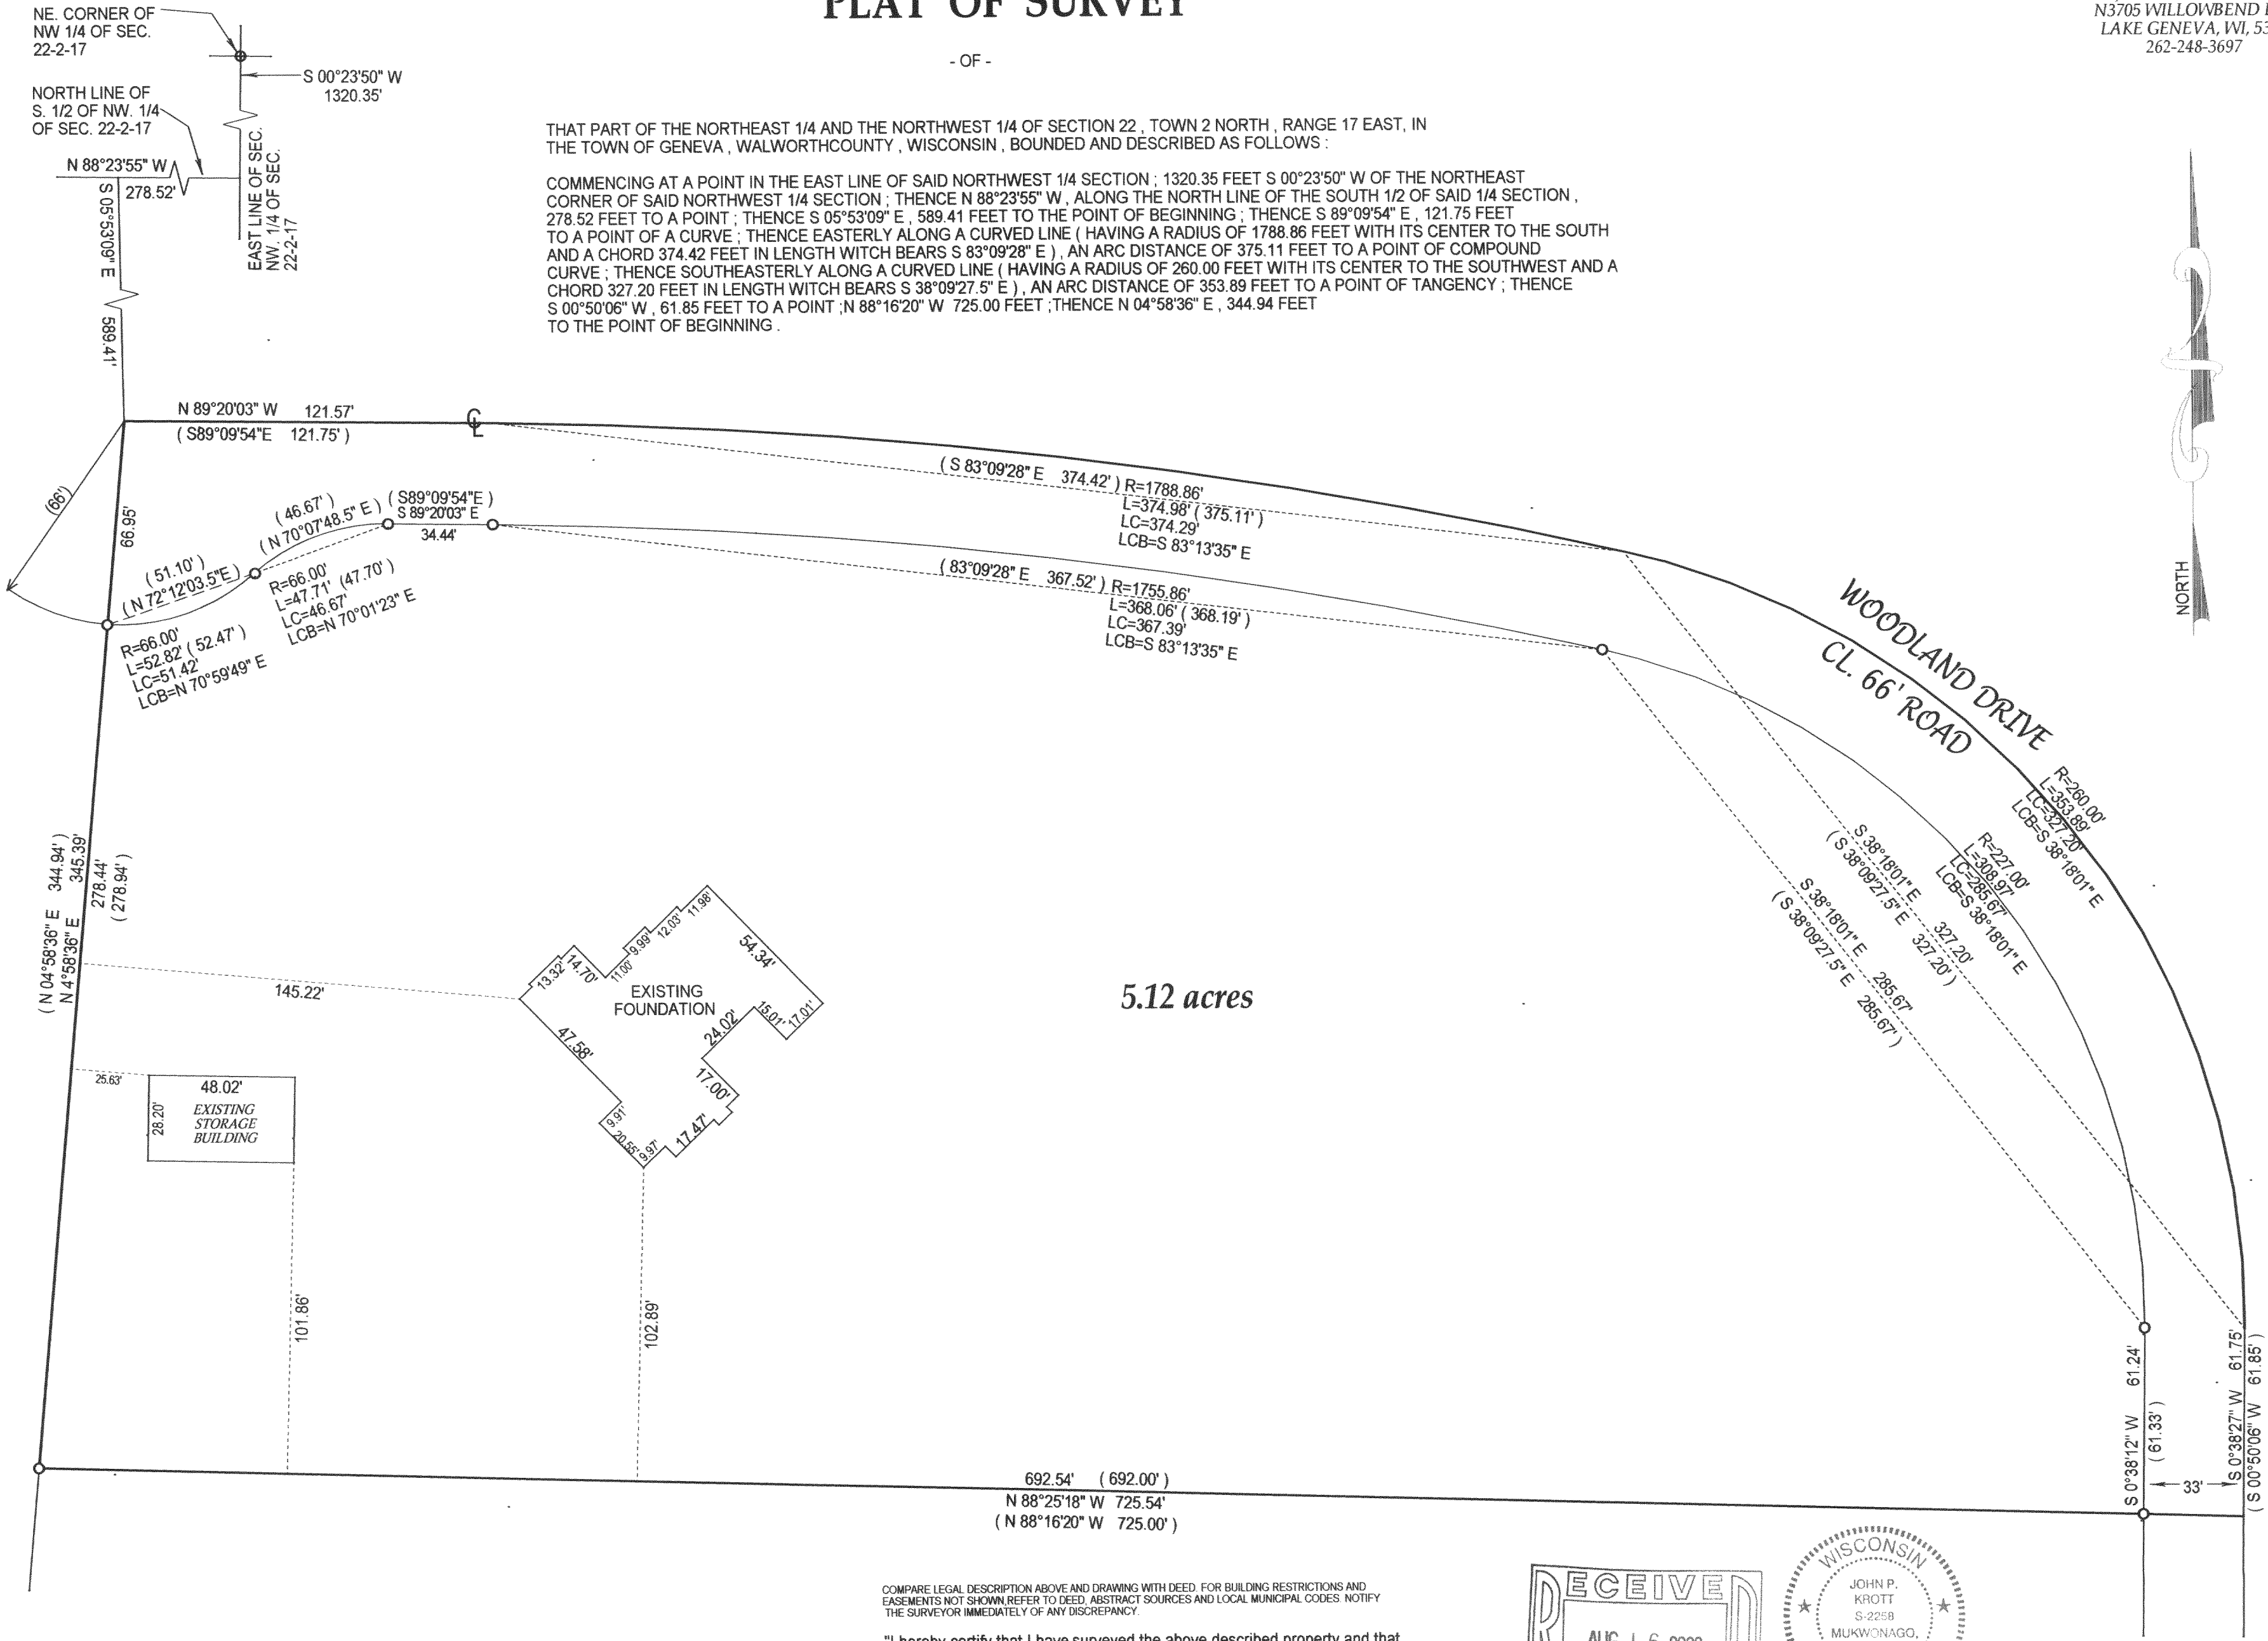 PLAT OF SURVEY
- OF -
N3705 WILLOWBEND
LAKE GENEVA, WI, 53
262-248-3697
NE. CORNER OF
NW 1/4 OF SEC.
22-2-17
S 00°23'50" W
1320.35'
NORTH LINE OF
S. 1/2 OF NW. 1/4
OF SEC. 22-2-17
N 88°23'55" W
278.52'
EAST LINE OF SEC.
NW. 1/4 OF SEC.
22-2-17
S 05°53'09" E 589.41'
THAT PART OF THE NORTHEAST 1/4 AND THE NORTHWEST 1/4 OF SECTION 22 , TOWN 2 NORTH , RANGE 17 EAST, IN
THE TOWN OF GENEVA , WALWORTHCOUNTY , WISCONSIN , BOUNDED AND DESCRIBED AS FOLLOWS :
COMMENCING AT A POINT IN THE EAST LINE OF SAID NORTHWEST 1/4 SECTION ; 1320.35 FEET S 00°23'50" W OF THE NORTHEAST
CORNER OF SAID NORTHWEST 1/4 SECTION ; THENCE N 88°23'55" W , ALONG THE NORTH LINE OF THE SOUTH 1/2 OF SAID 1/4 SECTION ,
278.52 FEET TO A POINT ; THENCE S 05°53'09" E , 589.41 FEET TO THE POINT OF BEGINNING ; THENCE S 89°09'54" E , 121.75 FEET
TO A POINT OF A CURVE ; THENCE EASTERLY ALONG A CURVED LINE ( HAVING A RADIUS OF 1788.86 FEET WITH ITS CENTER TO THE SOUTH
AND A CHORD 374.42 FEET IN LENGTH WITCH BEARS S 83°09'28" E ) , AN ARC DISTANCE OF 375.11 FEET TO A POINT OF COMPOUND
CURVE ; THENCE SOUTHEASTERLY ALONG A CURVED LINE ( HAVING A RADIUS OF 260.00 FEET WITH ITS CENTER TO THE SOUTHWEST AND A
CHORD 327.20 FEET IN LENGTH WITCH BEARS S 38°09'27.5" E ) , AN ARC DISTANCE OF 353.89 FEET TO A POINT OF TANGENCY ; THENCE
S 00°50'06" W , 61.85 FEET TO A POINT ;N 88°16'20" W 725.00 FEET ;THENCE N 04°58'36" E , 344.94 FEET
TO THE POINT OF BEGINNING .
NORTH
N 89°20'03" W 121.57'
( S89°09'54"E 121.75' )
CL
(66')
66.95'
( 46.67' )
( N 70°07'48.5" E )
( S89°09'54"E )
S 89°20'03" E
34.44'
( 51.10' )
( N 72°12'03.5"E )
R=66.00'
L=47.71' (47.70' )
LC=46.67'
LCB=N 70°01'23" E
R=66.00'
L=52.82' ( 52.47' )
LC=51.42'
LCB=N 70°59'49" E
( S 83°09'28" E 374.42' ) R=1788.86'
L=374.98' ( 375.11' )
LC=374.29'
LCB=S 83°13'35" E
( 83°09'28" E 367.52' ) R=1755.86'
L=368.06' ( 368.19' )
LC=367.39'
LCB=S 83°13'35" E
WOODLAND DRIVE
CL. 66' ROAD
R=260.00'
L=353.89'
LC=327.20'
LCB=S 38°18'01" E
R=227.00'
L=308.97'
LC=285.67'
LCB=S 38°18'01" E
S 38°18'01" E 327.20'
( S 38°09'27.5" E 327.20' )
S 38°18'01" E 285.67'
( S 38°09'27.5" E 285.67' )
( N 04°58'36" E 344.94' )
N 4°58'36" E 345.39'
278.44'
( 278.94' )
145.22'
13.32'
14.70'
11.00'
9.99'
12.03'
11.98'
54.34'
EXISTING
FOUNDATION
15.01'
17.01'
24.02'
47.58'
17.00'
9.91'
20.55'
9.97'
17.47'
5.12 acres
25.63'
48.02'
28.20'
EXISTING
STORAGE
BUILDING
101.86'
102.89'
S 0°38'12" W 61.24'
( 61.33' )
S 0°38'27" W 61.75'
( S 00°50'06" W 61.85' )
33'
692.54' ( 692.00' )
N 88°25'18" W 725.54'
( N 88°16'20" W 725.00' )
COMPARE LEGAL DESCRIPTION ABOVE AND DRAWING WITH DEED. FOR BUILDING RESTRICTIONS AND
EASEMENTS NOT SHOWN,REFER TO DEED, ABSTRACT SOURCES AND LOCAL MUNICIPAL CODES. NOTIFY
THE SURVEYOR IMMEDIATELY OF ANY DISCREPANCY.
"I hereby certify that I have surveyed the above described property and that
RECEIVED
AUG
WISCONSIN
JOHN P.
KROTT
S-2258
MUKWONAGO,